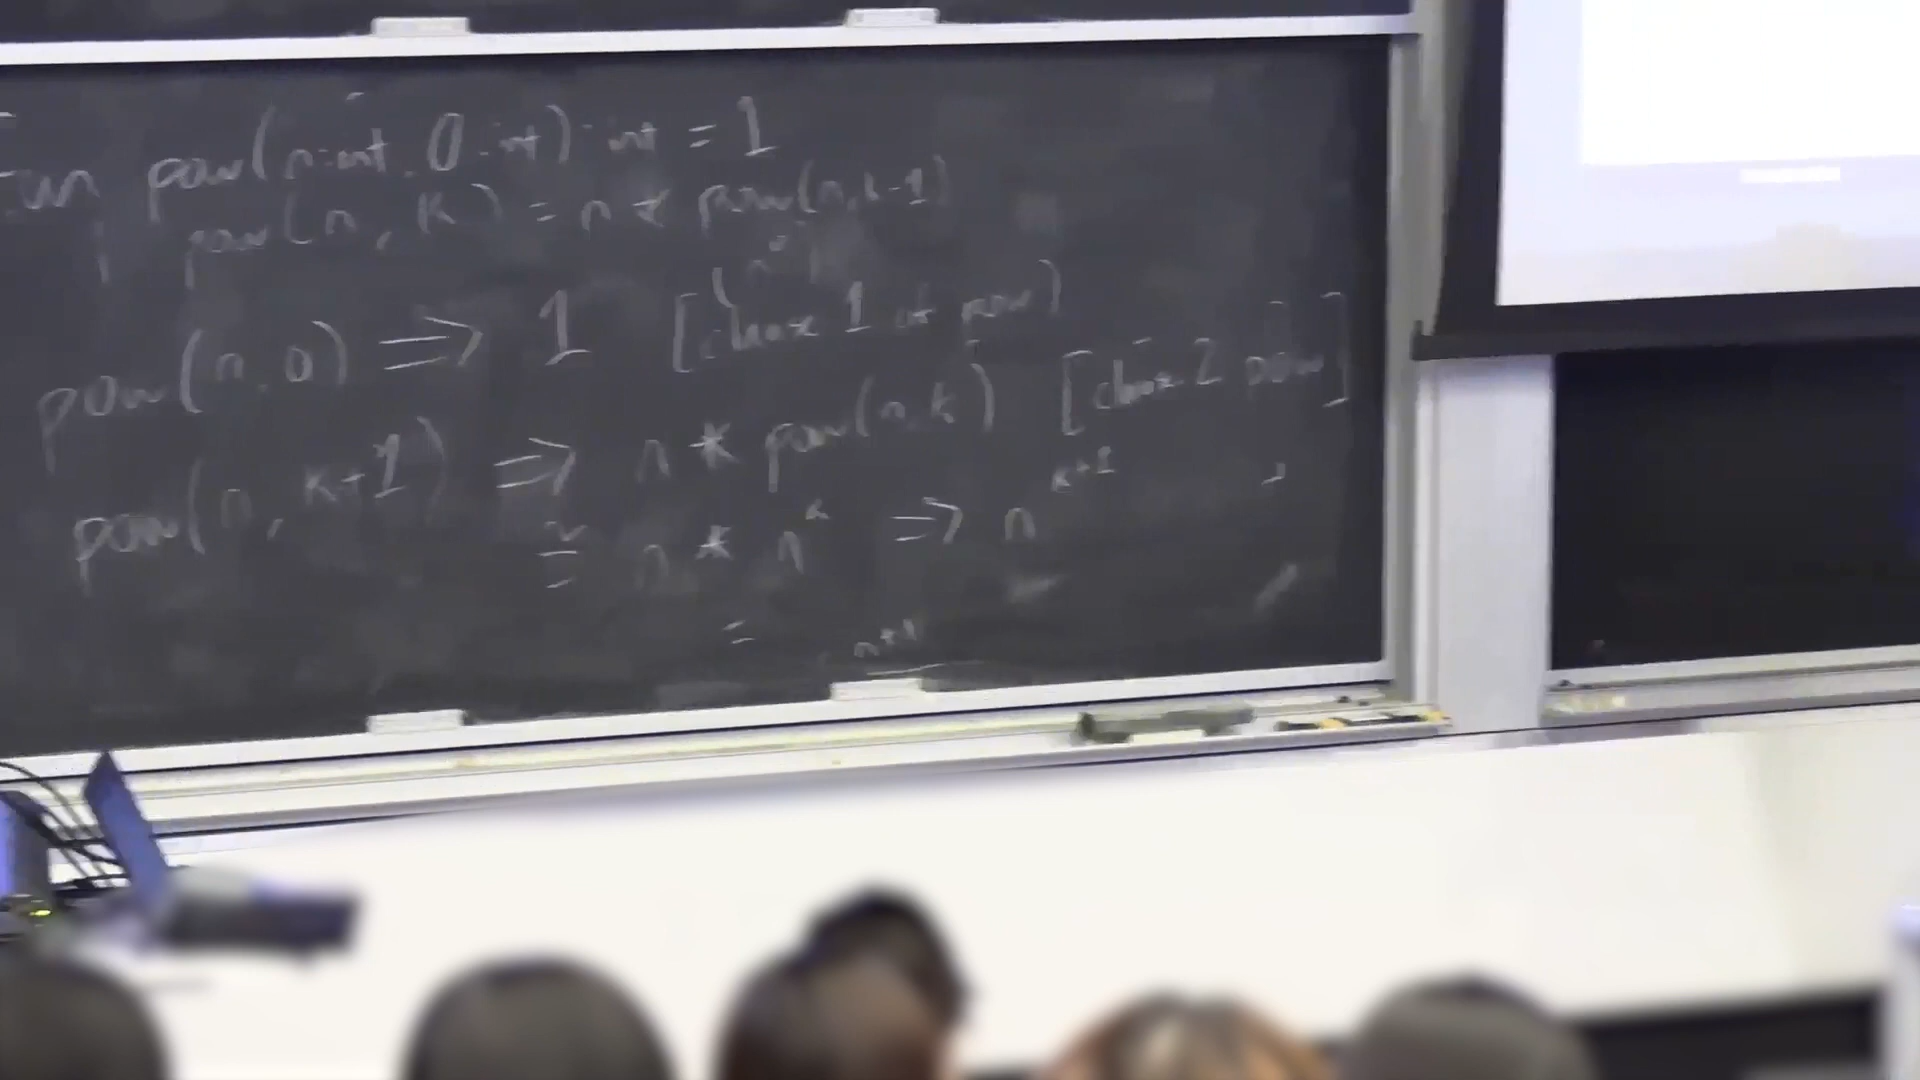 fun pow(n:int, 0:int):int = 1
pow(n, k) = n * pow(n, k-1)
pow(n, 0) ⇒ 1 [clause 1 of pow]
pow(n, k+1) ⇒ n * pow(n, k) [clause 2 pow]
≅ n * n^k ⇒ n^{k+1}
=